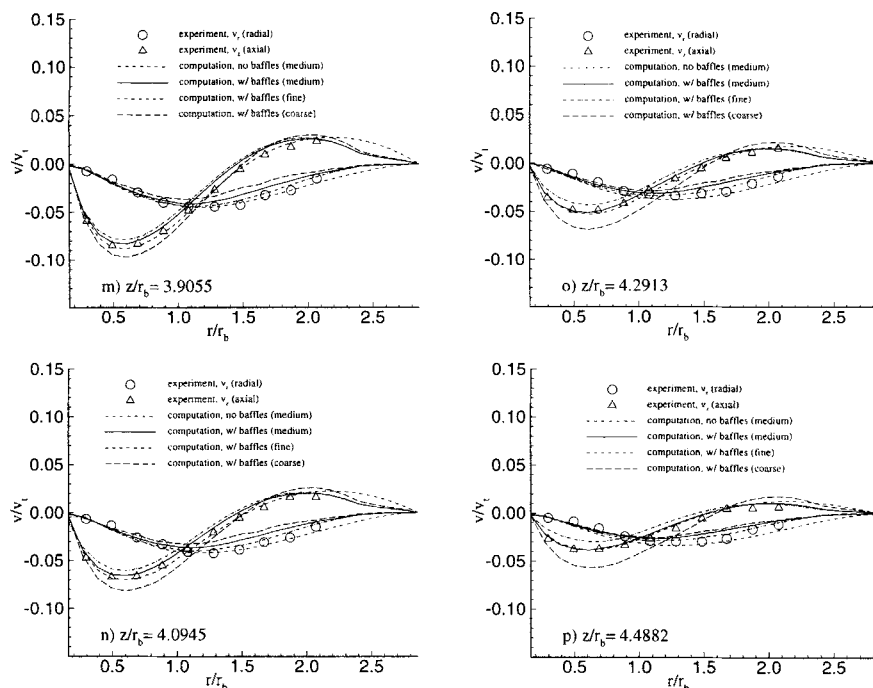 0.15
0.10
0.05
0.00
-0.05
-0.10
v/v_t
experiment, v_r (radial)
experiment, v_z (axial)
computation, no baffles (medium)
computation, w/ baffles (medium)
computation, w/ baffles (fine)
computation, w/ baffles (coarse)
m) z/r_b= 3.9055
0.5 1.0 1.5 2.0 2.5
r/r_b
0.15
0.10
0.05
0.00
-0.05
-0.10
v/v_t
experiment, v_r (radial)
experiment, v_z (axial)
computation, no baffles (medium)
computation, w/ baffles (medium)
computation, w/ baffles (fine)
computation, w/ baffles (coarse)
o) z/r_b= 4.2913
0.5 1.0 1.5 2.0 2.5
r/r_b
0.15
0.10
0.05
0.00
-0.05
-0.10
v/v_t
experiment, v_r (radial)
experiment, v_z (axial)
computation, no baffles (medium)
computation, w/ baffles (medium)
computation, w/ baffles (fine)
computation, w/ baffles (coarse)
n) z/r_b= 4.0945
0.5 1.0 1.5 2.0 2.5
r/r_b
0.15
0.10
0.05
0.00
-0.05
-0.10
v/v_t
experiment, v_r (radial)
experiment, v_z (axial)
computation, no baffles (medium)
computation, w/ baffles (medium)
computation, w/ baffles (fine)
computation, w/ baffles (coarse)
p) z/r_b= 4.4882
0.5 1.0 1.5 2.0 2.5
r/r_b